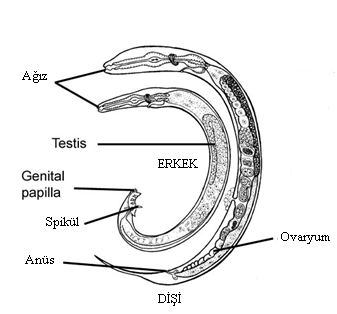 Ağız
Testis
ERKEK
Genital
papilla
Spikül
Ovaryum
Anüs
DİŞİ